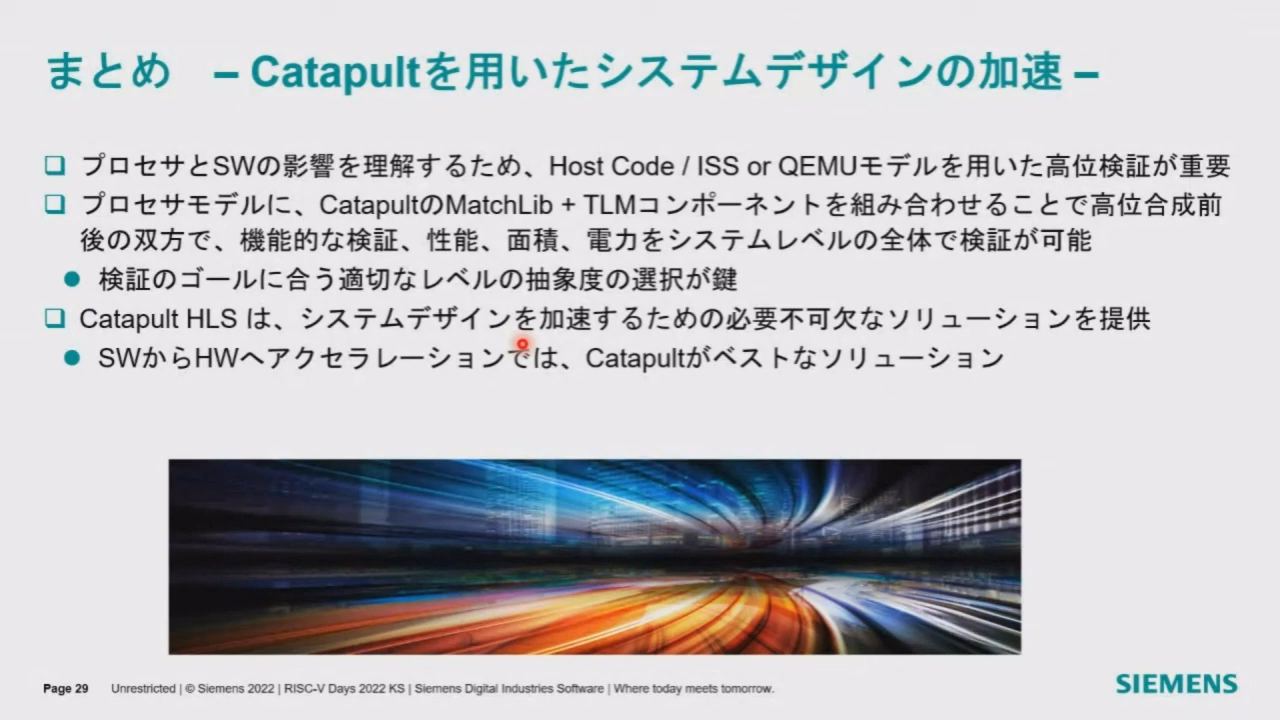 まとめ – Catapultを用いたシステムデザインの加速 –
プロセサとSWの影響を理解するため、Host Code / ISS or QEMUモデルを用いた高位検証が重要
プロセサモデルに、CatapultのMatchLib + TLMコンポーネントを組み合わせることで高位合成前
後の双方で、機能的な検証、性能、面積、電力をシステムレベルの全体で検証が可能
検証のゴールに合う適切なレベルの抽象度の選択が鍵
Catapult HLS は、システムデザインを加速するための必要不可欠なソリューションを提供
SWからHWへアクセラレーションでは、Catapultがベストなソリューション
Page 29 Unrestricted | © Siemens 2022 | RISC-V Days 2022 KS | Siemens Digital Industries Software | Where today meets tomorrow.
SIEMENS